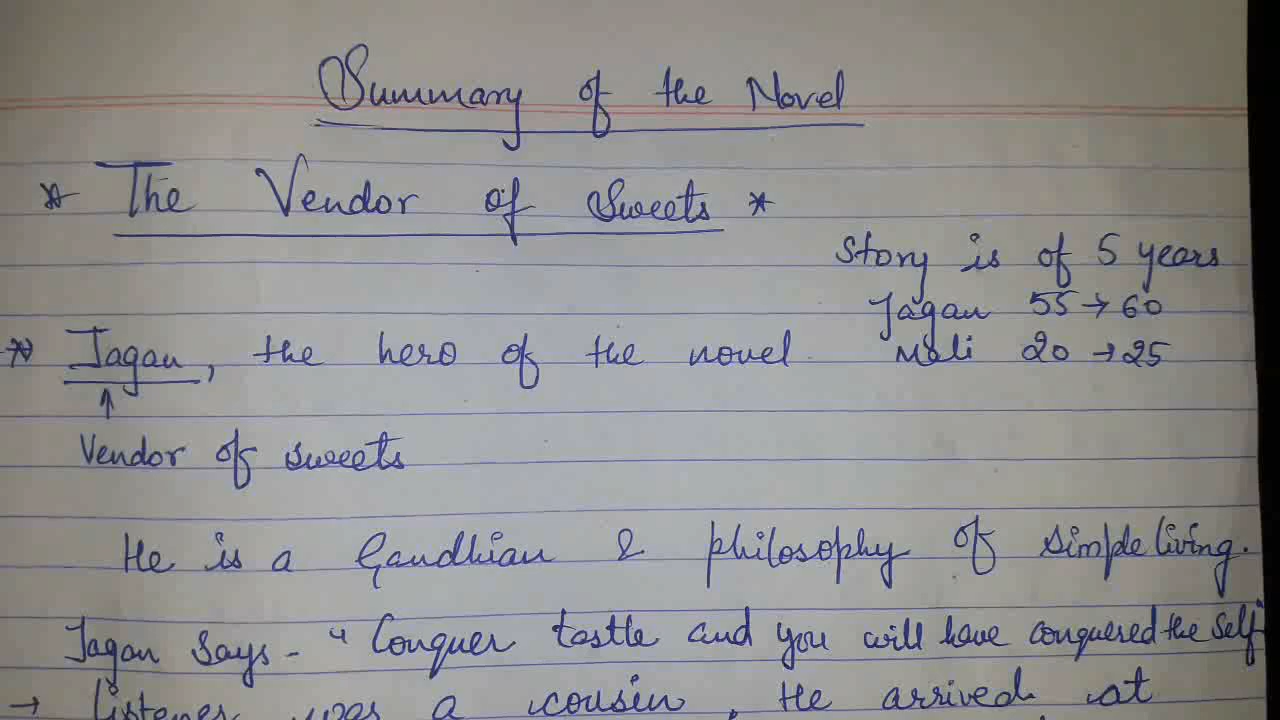 Summary of the Novel
* The Vendor of Sweets *
Story is of 5 years
Jagan 55 → 60
Mali 20 → 25
* Jagan, the hero of the novel
↑
Vendor of sweets
He is a Gandhian & philosophy of simple living.
Jagan says - " Conquer tastle and you will have conquered the self
→ listener was a cousin, He arrived at